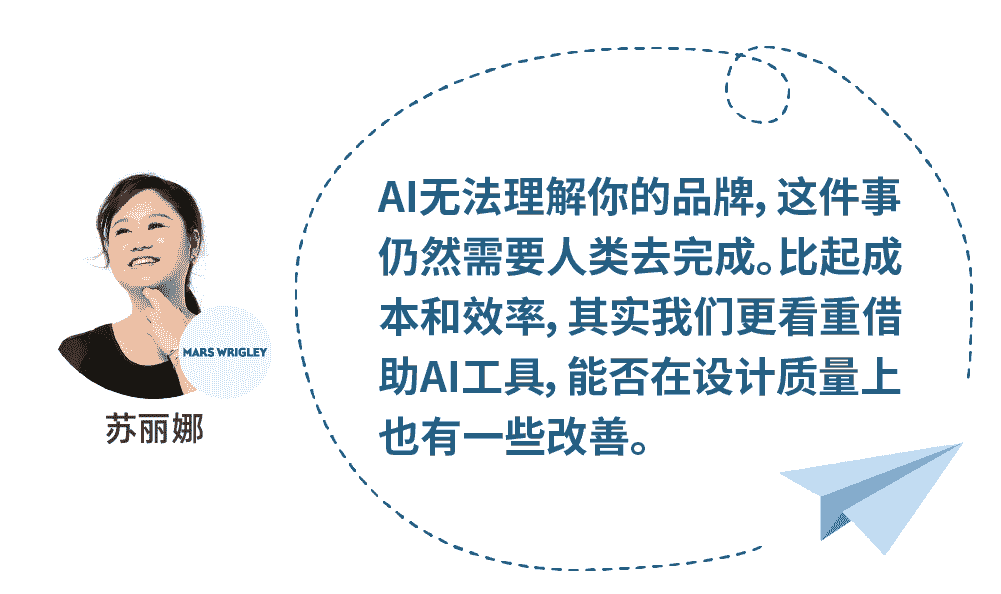 AI无法理解你的品牌，这件事
仍然需要人类去完成。比起成
本和效率，其实我们更看重借
助AI工具，能否在设计质量上
也有一些改善。
MARS WRIGLEY
苏丽娜